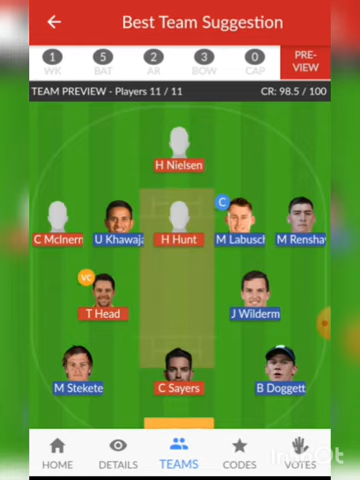 Best Team Suggestion
1 5 2 3 0
WK BAT AR BOW CAP
PRE-
VIEW
TEAM PREVIEW - Players 11 / 11 CR: 98.5 / 100
H Nielsen
C
C McInern U Khawaja H Hunt M Labusch M Renshaw
VC
T Head J Wilderm
M Stekete C Sayers B Doggett
HOME DETAILS TEAMS CODES VOTES